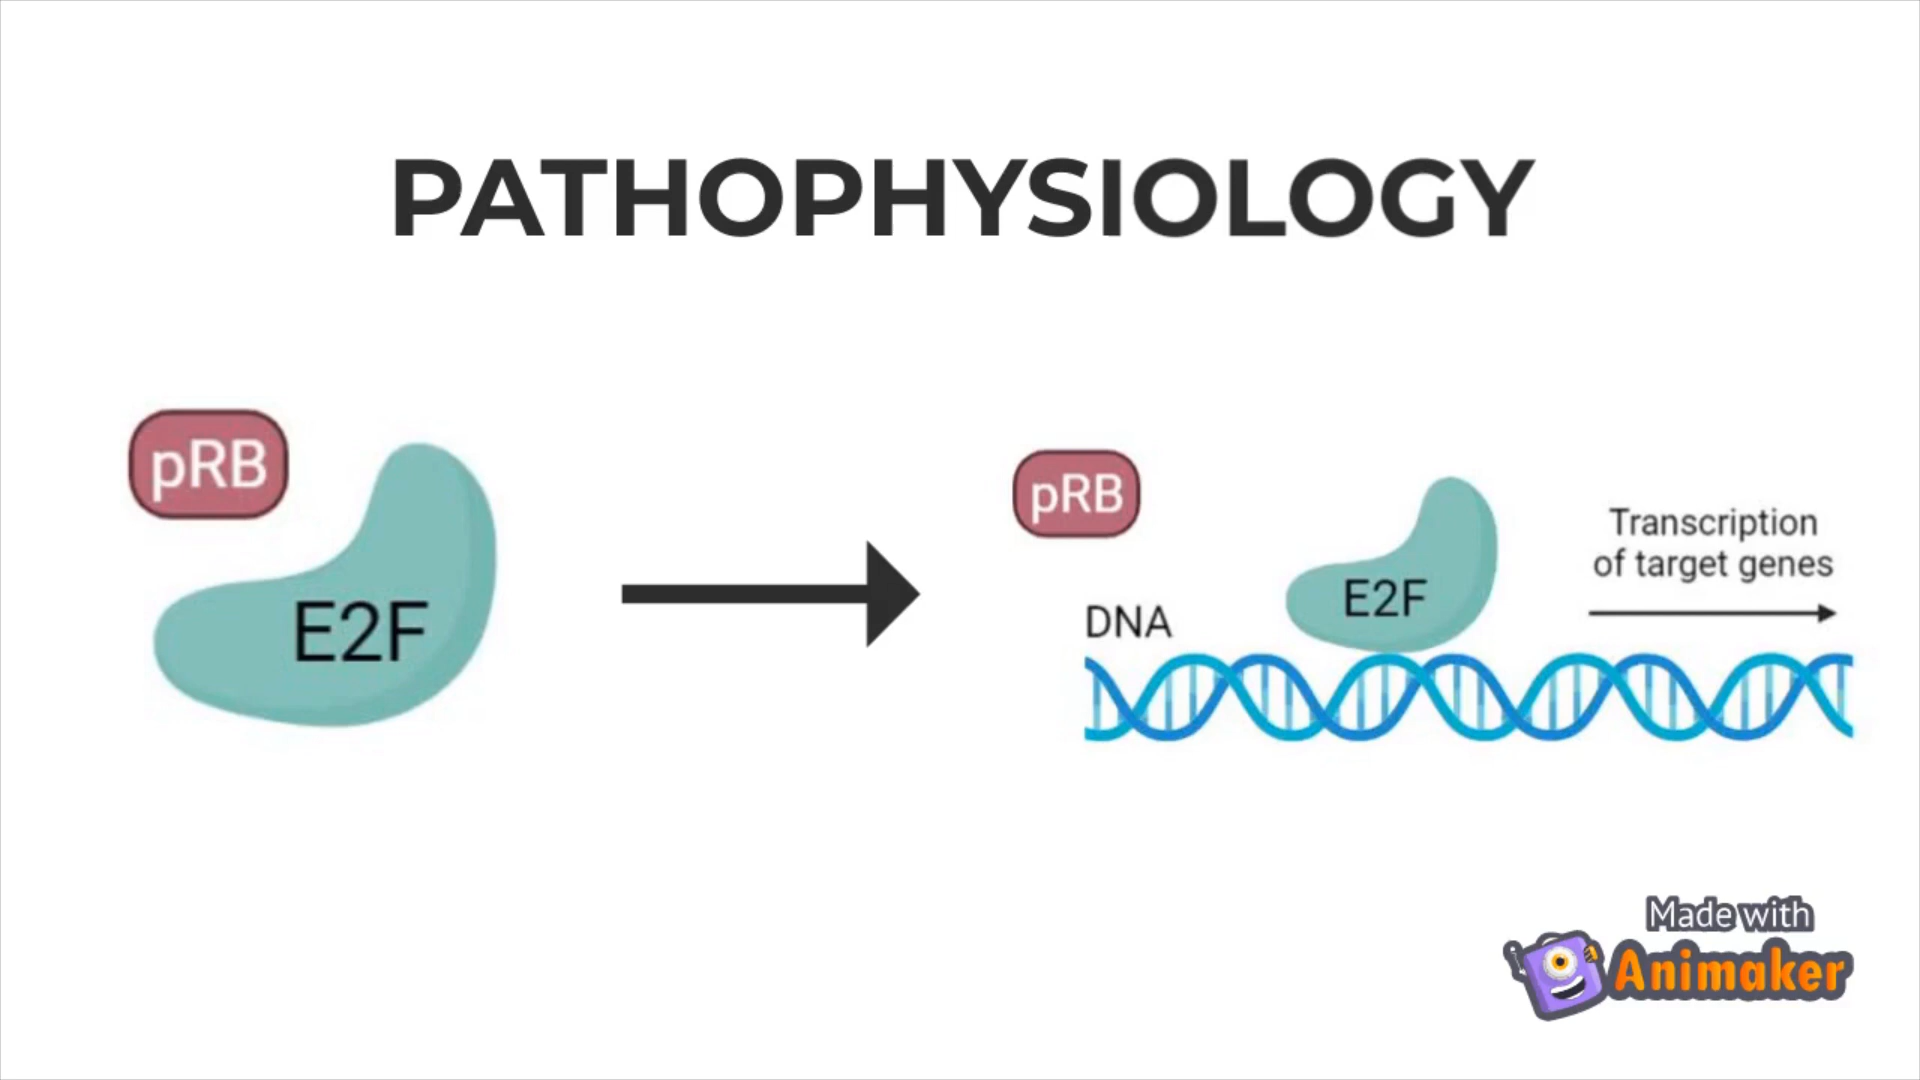 PATHOPHYSIOLOGY
pRB
E2F
pRB
DNA
E2F
Transcription
of target genes
Made with
Animaker